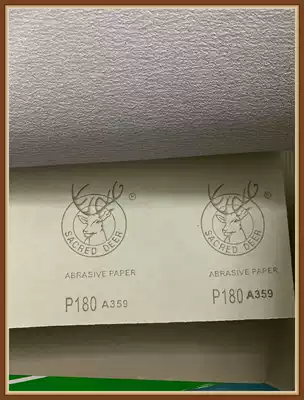 SACRED DEER
®
SACRED DEER
®
ABRASIVE PAPER
ABRASIVE PAPER
P180 A359
P180 A359